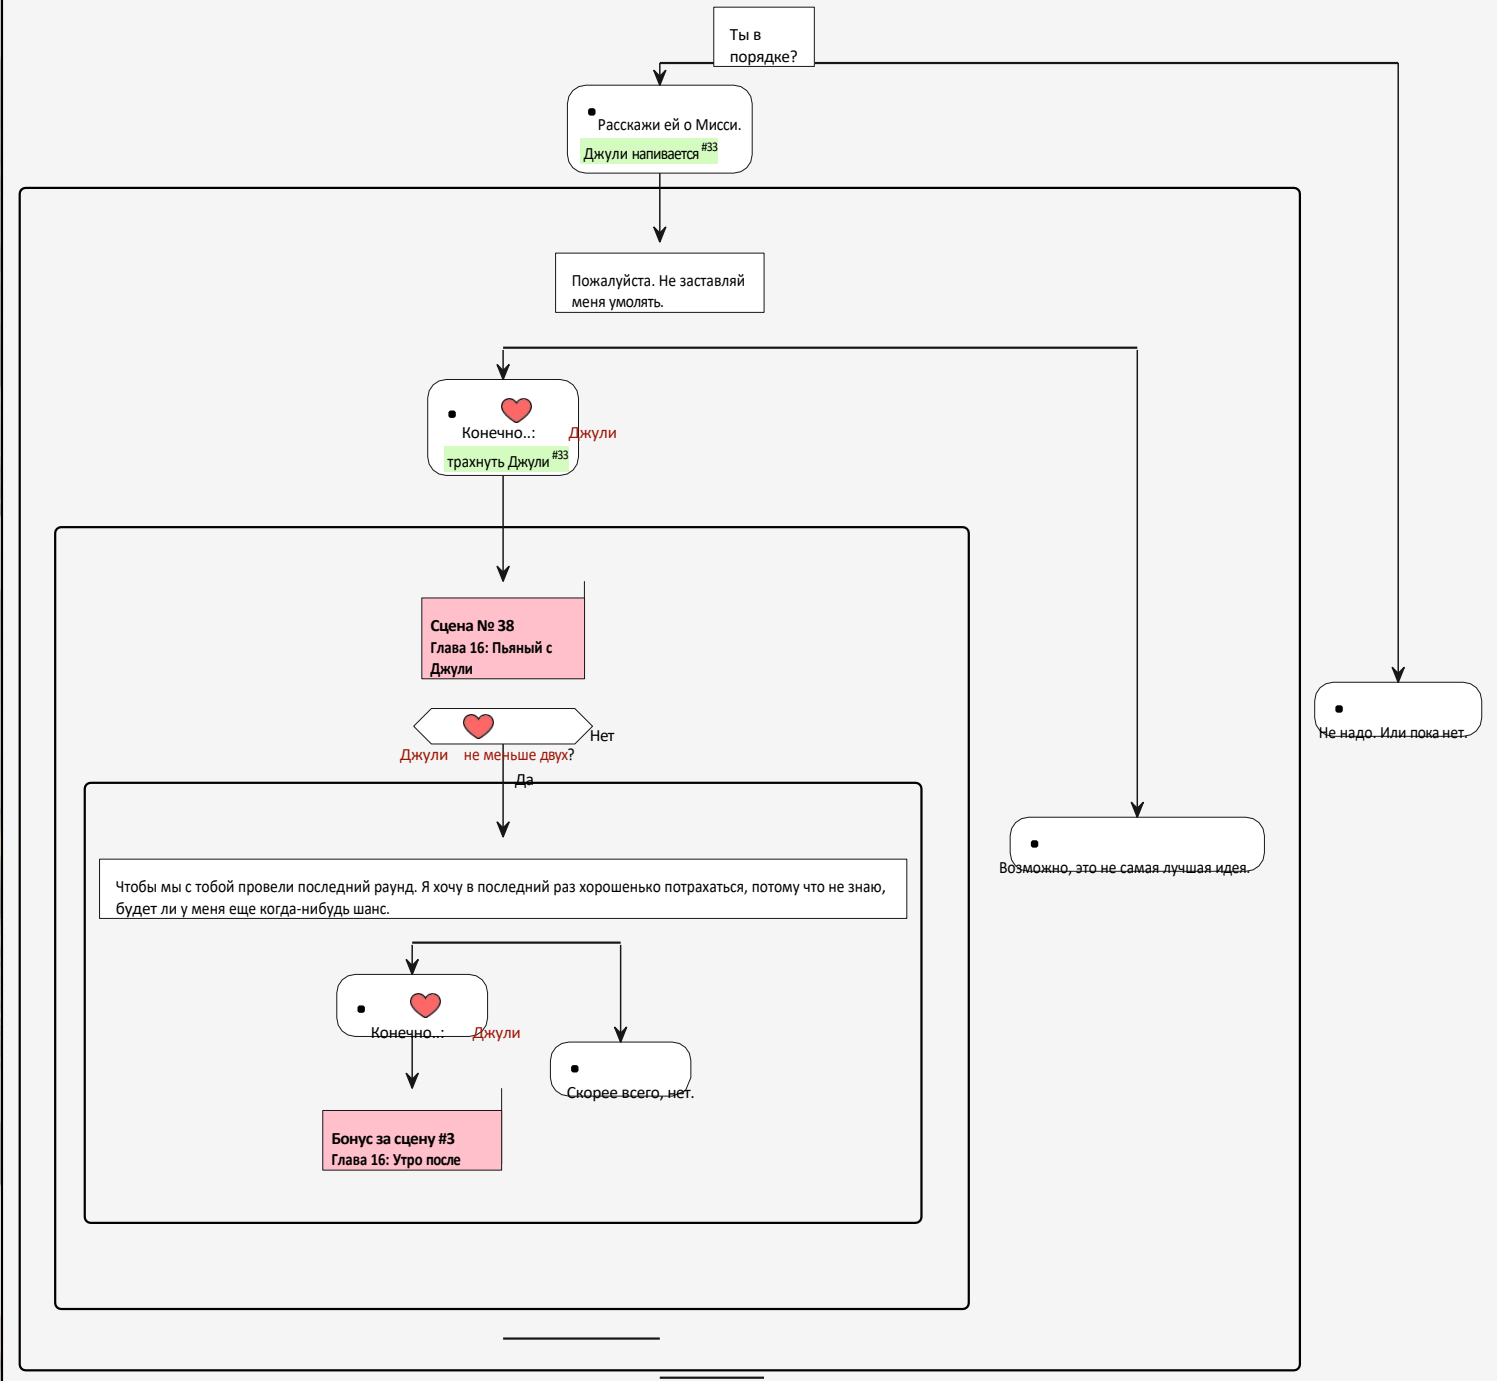 Ты в
порядке?
Расскажи ей о Мисси.
Джули напивается #33
Пожалуйста. Не заставляй
меня умолять.
Конечно..: Джули
трахнуть Джули #33
Сцена № 38
Глава 16: Пьяный с
Джули
Нет
Джули не меньше двух?
Да
Не надо. Или пока нет.
Возможно, это не самая лучшая идея.
Чтобы мы с тобой провели последний раунд. Я хочу в последний раз хорошенько потрахаться, потому что не знаю,
будет ли у меня еще когда-нибудь шанс.
Конечно..: Джули
Скорее всего, нет.
Бонус за сцену #3
Глава 16: Утро после